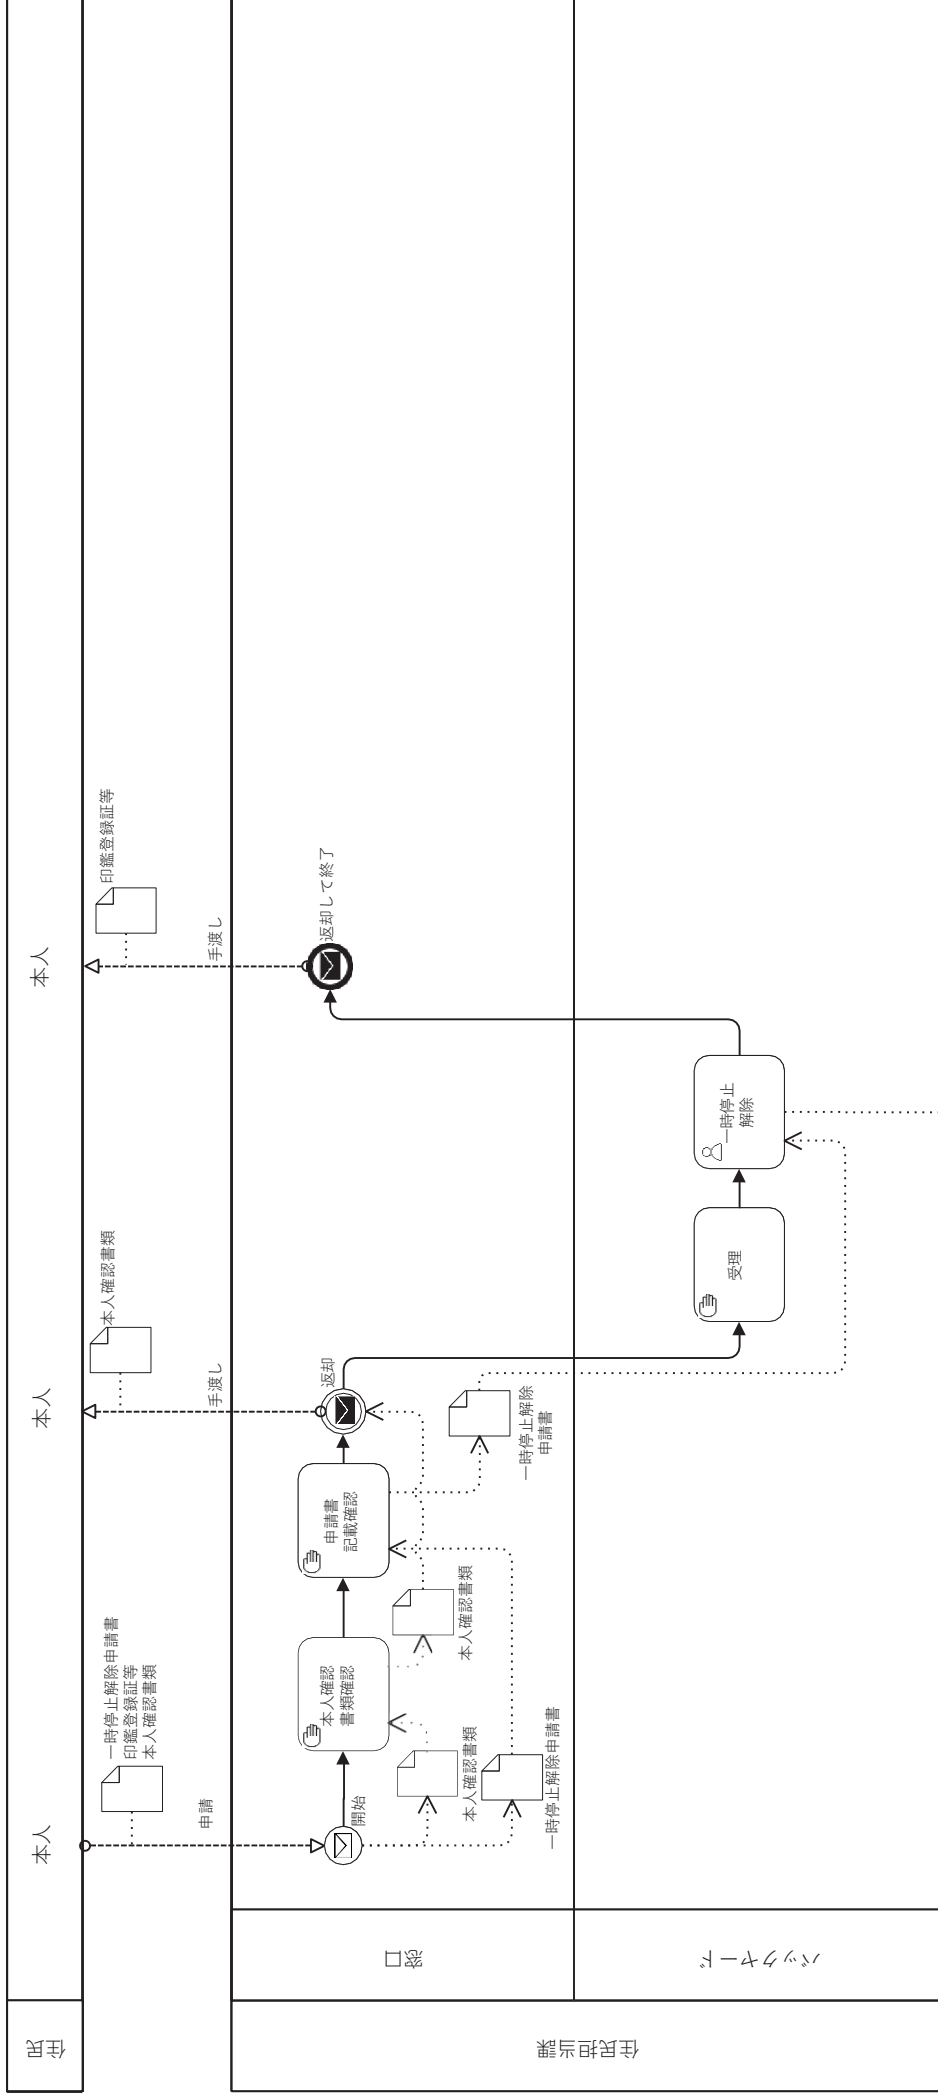 住民
本人
一時停止解除申請書
印鑑登録証等
本人確認書類
申請
本人
本人確認書類
手渡し
本人
印鑑登録証等
手渡し
住民担当課
窓口
開始
本人確認
書類確認
申請書
記載確認
返却
返却して終了
本人確認書類
一時停止解除申請書
本人確認書類
一時停止解除
申請書
バックヤード
受理
一時停止
解除